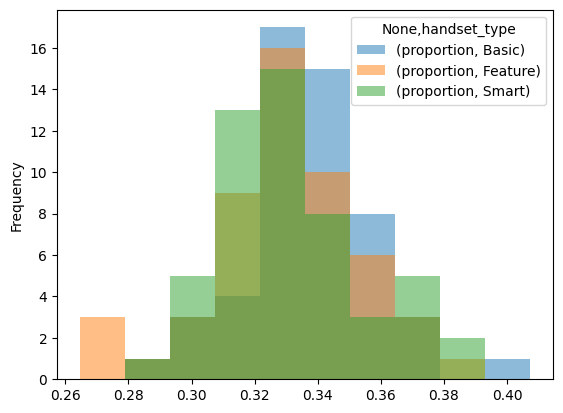 None,handset_type
(proportion, Basic)
(proportion, Feature)
(proportion, Smart)
Frequency
16
14
12
10
8
6
4
2
0
0.26 0.28 0.30 0.32 0.34 0.36 0.38 0.40